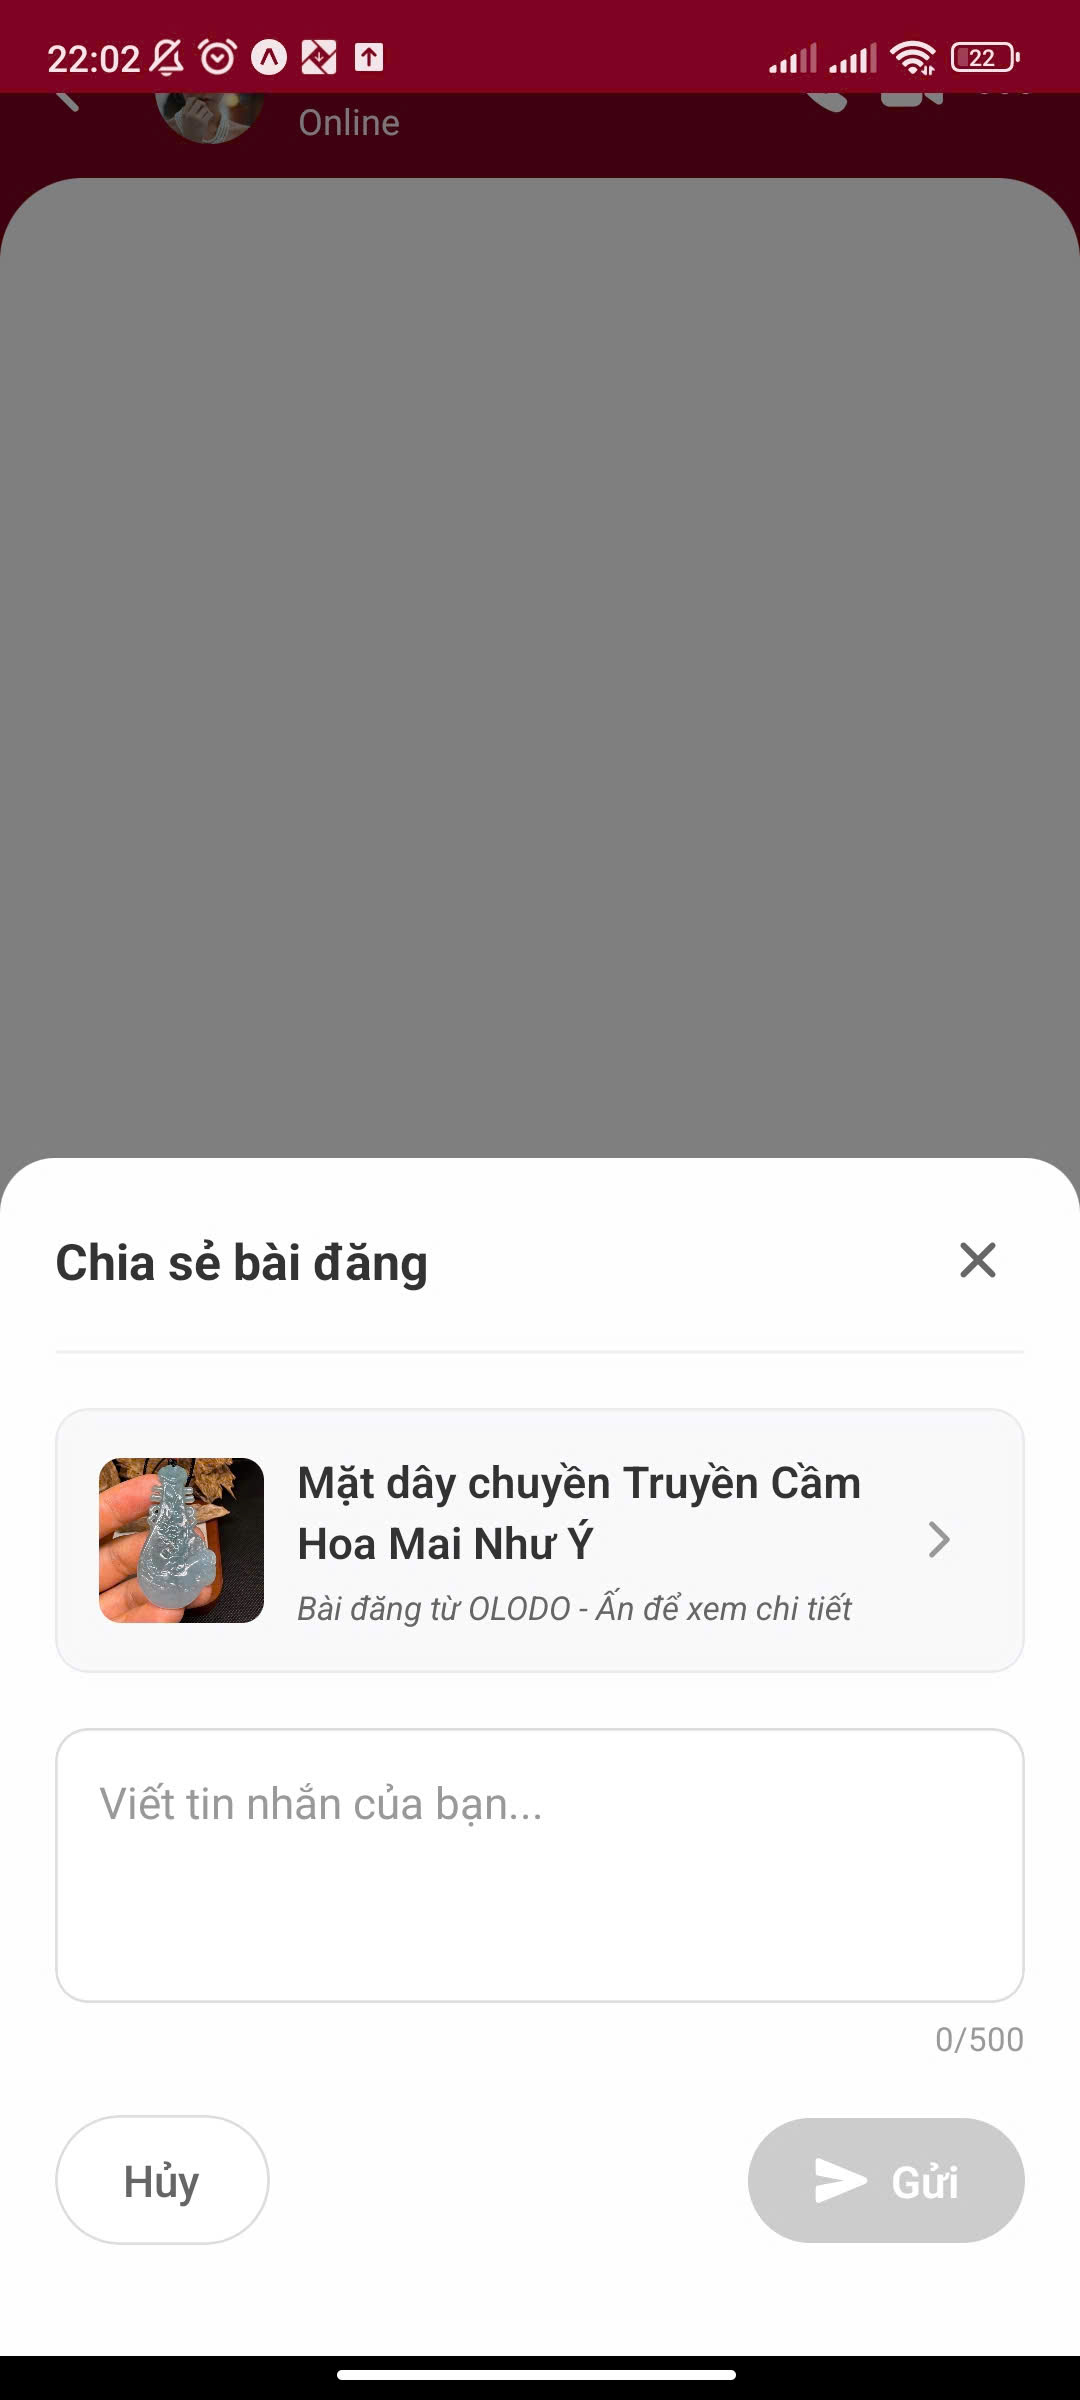 22:02
22
Online
Chia sẻ bài đăng
Mặt dây chuyền Truyền Cầm
Hoa Mai Như Ý
Bài đăng từ OLODO - Ấn để xem chi tiết
Viết tin nhắn của bạn...
0/500
Hủy
Gửi